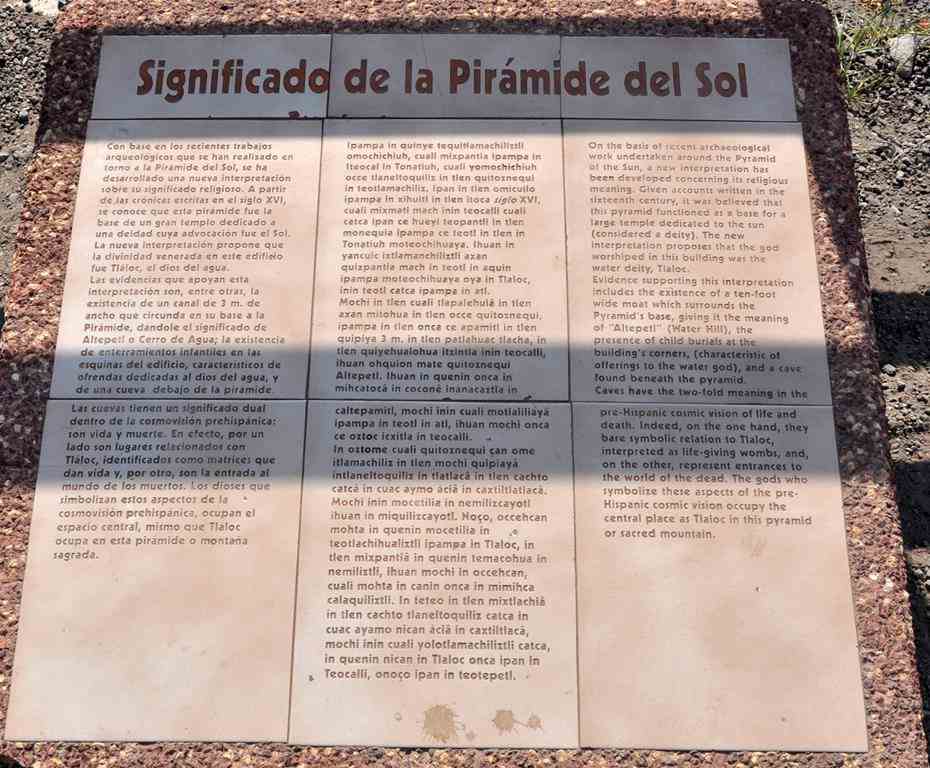 Significado de la Pirámide del Sol
Con base en los recientes trabajos
arqueológicos que se han realizado en
torno a la Pirámide del Sol, se ha
desarrollado una nueva interpretación
sobre su significado religioso. A partir
de las crónicas escritas en el siglo XVI,
se conoce que esta pirámide fue la
base de un gran templo dedicado a
una deidad cuya advocación fue el Sol.
La nueva interpretación propone que
la divinidad venerada en este edificio
fue Tláloc, el dios del agua.
Las evidencias que apoyan esta
interpretación son, entre otras, la
existencia de un canal de 3 m. de
ancho que circunda en su base a la
Pirámide, dandole el significado de
Altepetl o Cerro de Agua; la existencia
de enterramientos infantiles en las
esquinas del edificio, característicos de
ofrendas dedicadas al dios del agua, y
de una cueva debajo de la pirámide.
Las cuevas tienen un significado dual
dentro de la cosmovisión prehispánica:
son vida y muerte. En efecto, por un
lado son lugares relacionados con
Tláloc, identificados como matrices que
dan vida y, por otro, son la entrada al
mundo de los muertos. Los dioses que
simbolizan estos aspectos de la
cosmovisión prehispánica, ocupan el
espacio central, mismo que Tlaloc
ocupa en esta pirámide o montaña
sagrada.
Ipampa in quinye tequitlamachiliztli
omochichiuh, cuali mixpantia ipampa in
Iteocal in Tonatiuh, cuali yomochichiuh
occe tlaneltoquiliz in tlen quitoznequi
in teotlamachiliz. Ipan in omicuilo
ipampa in xihuitl in tlen itoca siglo XVI,
cuali mixmati mach inin teocalli cuali
catca ipan ce hueyi teopantli in tlen
monequia ipampa ce teotl in tlen in
Tonatiuh moteochihuaya. Ihuan in
yancuic ixtlamanchiliztli axan
quizpantia mach in teotl in aquin
ipampa moteochihuaya oya in Tlaloc,
inin teotl catca ipampa in atl.
Mochi in tlen cuali tlapalehuiâ in tlen
axan mitohua in tlen occe quitoznequi,
ipampa in tlen onca ce apamitl in tlen
quipiya 3 m. in tlen patlahuac tlacha, in
tlen quiyehualohua itzintla inin teocalli,
ihuan ohquion mate quitoznequi
Altepetl. Ihuan in quenin onca in
mihcatocâ in coconê inanacaztla in
caltepamitl, mochi inin cuali motlaliliayâ
ipampa in teotl in atl, ihuan mochi onca
ce oztoc icxitla in teocalli.
In oztome cuali quitoznequi çan ome
itlamachiliz in tlen mochi quipiayâ
intlaneltoquiliz in tlatlacâ in tlen cachto
catcâ in cuac aymo âciâ in caxtiltlatlacâ.
Mochi inin mocetilia in nemilizcayotl
ihuan in miquilizcayotl. Noço, occehcan
mohta in quenin mocetilia in
teotlachihualiztli ipampa in Tlaloc, in
tlen mixpantiâ in quenin temacohua in
nemiliztli, ihuan mochi in occehcan,
cuali mohta in canin onca in mimihca
calaquiliztli. In teteo in tlen mixtlachiâ
in tlen cachto tlaneltoquiliz catca in
cuac ayamo nican âciâ in caxtiltlacâ,
mochi inin cuali yolotlamachiliztli catca,
in quenin nican in Tlaloc onca ipan in
Teocalli, onoço ipan in teotepetl.
On the basis of recent archaeological
work undertaken around the Pyramid
of the Sun, a new interpretation has
been developed concerning its religious
meaning. Given accounts written in the
sixteenth century, it was believed that
this pyramid functioned as a base for a
large temple dedicated to the sun
(considered a deity). The new
interpretation proposes that the god
worshiped in this building was the
water deity, Tlaloc.
Evidence supporting this interpretation
includes the existence of a ten-foot
wide moat which surrounds the
Pyramid's base, giving it the meaning
of "Altepetl" (Water Hill), the
presence of child burials at the
building's corners, (characteristic of
offerings to the water god), and a cave
found beneath the pyramid.
Caves have the two-fold meaning in the
pre-Hispanic cosmic vision of life and
death. Indeed, on the one hand, they
bare symbolic relation to Tlaloc,
interpreted as life-giving wombs, and,
on the other, represent entrances to
the world of the dead. The gods who
symbolize these aspects of the pre-
Hispanic cosmic vision occupy the
central place as Tlaloc in this pyramid
or sacred mountain.